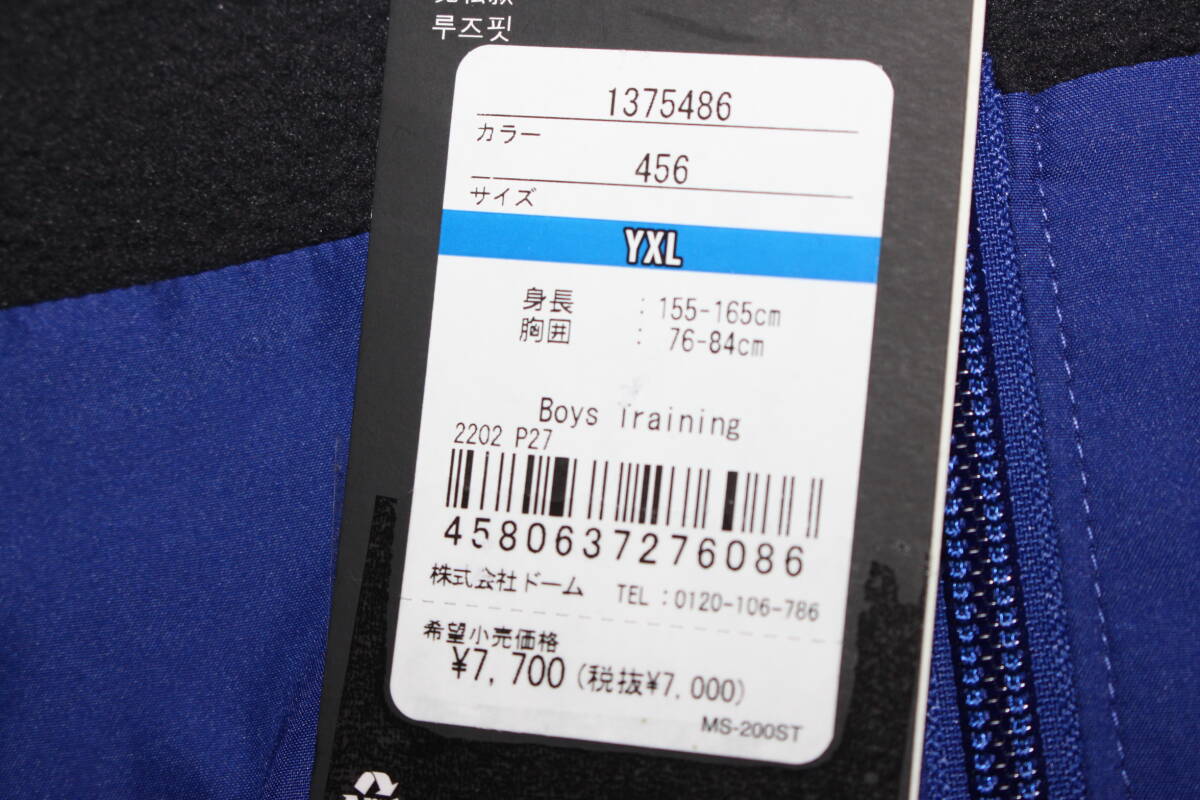 루즈핏
1375486
カラー
456
サイズ
YXL
身長 : 155-165cm
胸囲 : 76-84cm
Boys Training
2202 P27
4580637276086
株式会社ドーム TEL:0120-106-786
希望小売価格
¥7,700 (税抜¥7,000)
MS-200ST